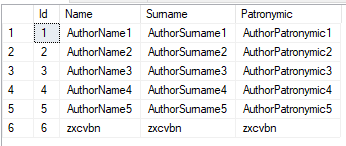 Id Name Surname Patronymic
1 1 AuthorName1 AuthorSurname1 AuthorPatronymic1
2 2 AuthorName2 AuthorSurname2 AuthorPatronymic2
3 3 AuthorName3 AuthorSurname3 AuthorPatronymic3
4 4 AuthorName4 AuthorSurname4 AuthorPatronymic4
5 5 AuthorName5 AuthorSurname5 AuthorPatronymic5
6 6 zxcvbn zxcvbn zxcvbn